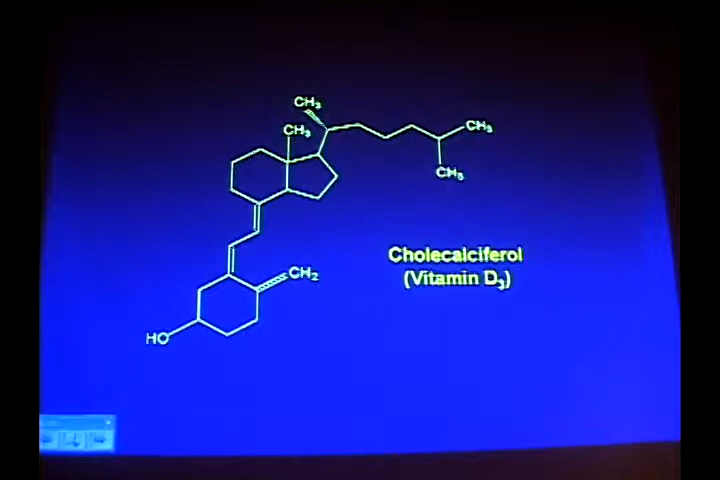 CH₃
CH₃
CH₃
CH₃
Cholecalciferol
(Vitamin D₃)
CH₂
HO